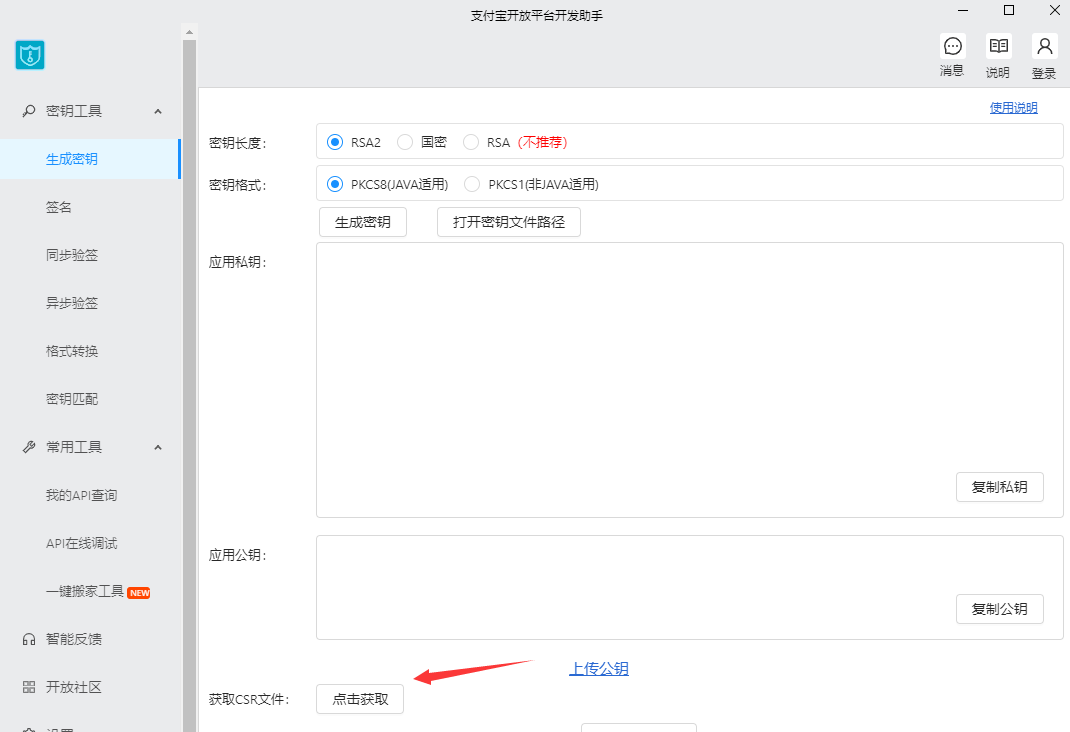 支付宝开放平台开发助手
消息
说明
登录
密钥工具
生成密钥
签名
同步验签
异步验签
格式转换
密钥匹配
常用工具
我的API查询
API在线调试
一键搬家工具 NEW
智能反馈
开放社区
使用说明
密钥长度: RSA2 国密 RSA (不推荐)
密钥格式: PKCS8(JAVA适用) PKCS1(非JAVA适用)
生成密钥 打开密钥文件路径
应用私钥:
复制私钥
应用公钥:
复制公钥
上传公钥
获取CSR文件: 点击获取